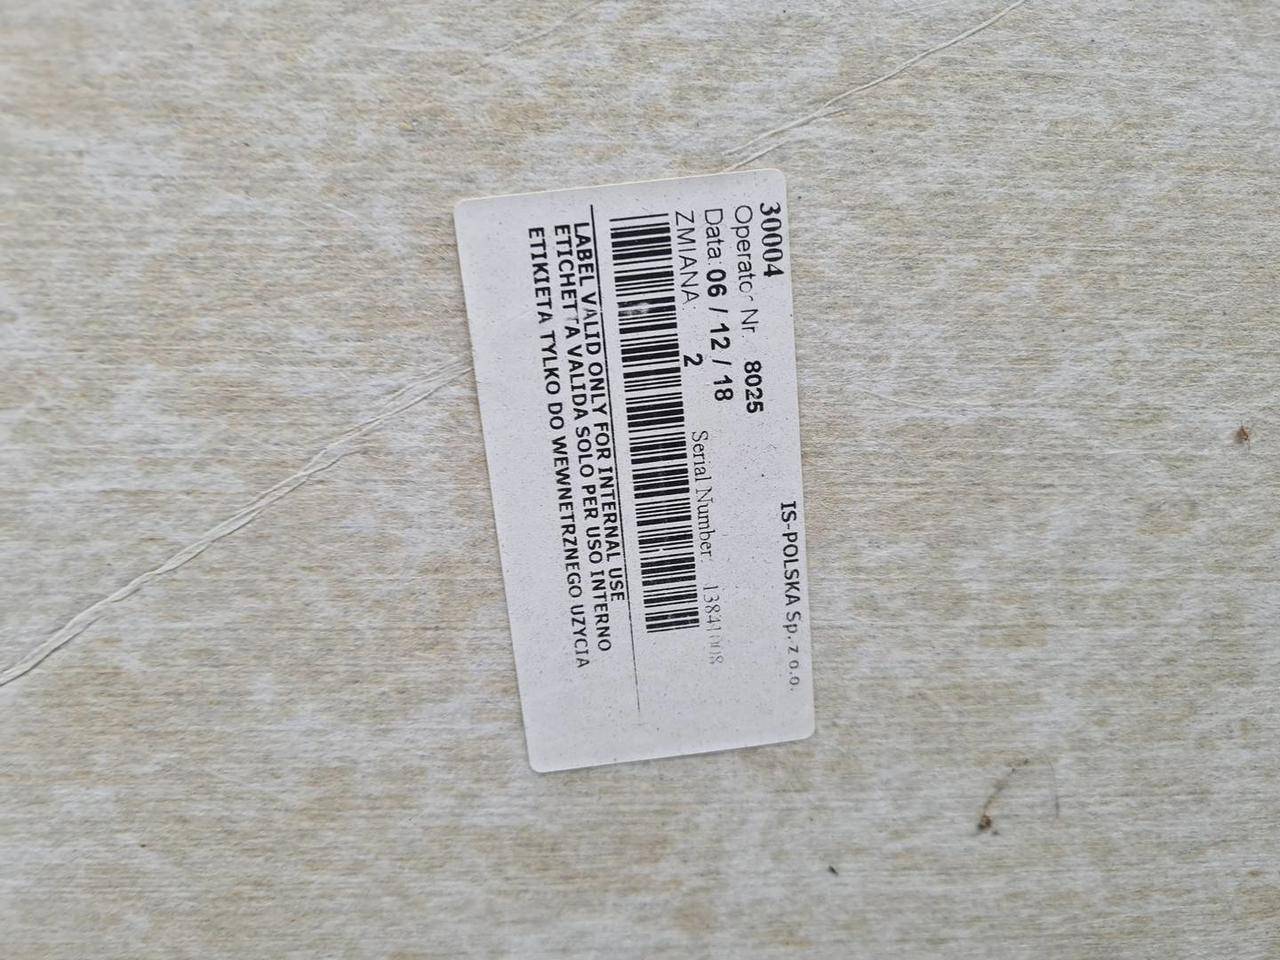 30004
IS-POLSKA Sp. z o.o.
Operator Nr. 8025
Data: 06 / 12 / 18
ZMIANA. 2
Serial Number.
LABEL VALID ONLY FOR INTERNAL USE
ETICHETTA VALIDA SOLO PER USO INTERNO
ETIKIETA TYLKO DO WEWNETRZNEGO UZYCIA